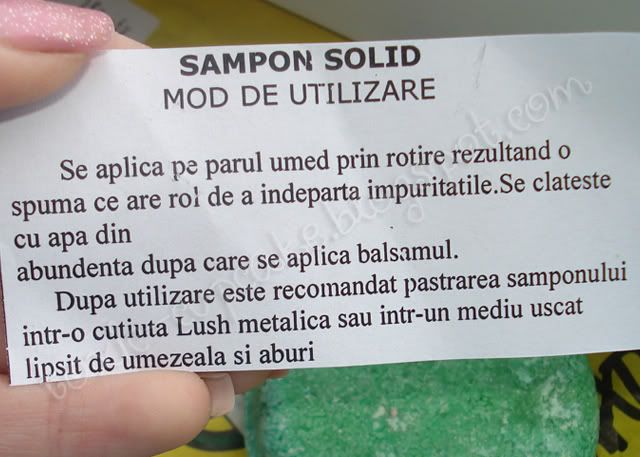 SAMPON SOLID
MOD DE UTILIZARE
Se aplica pe parul umed prin rotire rezultand o
spuma ce are rol de a indeparta impuritatile.Se clateste
cu apa din
abundenta dupa care se aplica balsamul.
Dupa utilizare este recomandat pastrarea samponului
intr-o cutiuta Lush metalica sau intr-un mediu uscat
lipsit de umezeala si aburi